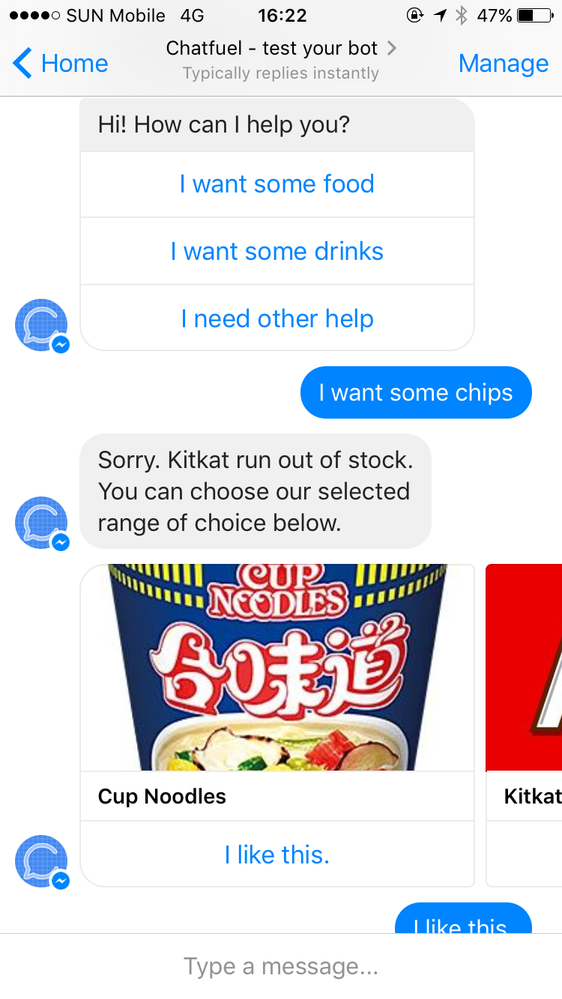 SUN Mobile 4G 16:22 47%
Home Chatfuel - test your bot Manage
Typically replies instantly
Hi! How can I help you?
I want some food
I want some drinks
I need other help
I want some chips
Sorry. Kitkat run out of stock.
You can choose our selected
range of choice below.
CUP
NOODLES
合味道
Cup Noodles
Kitkat
I like this.
I like this.
Type a message...